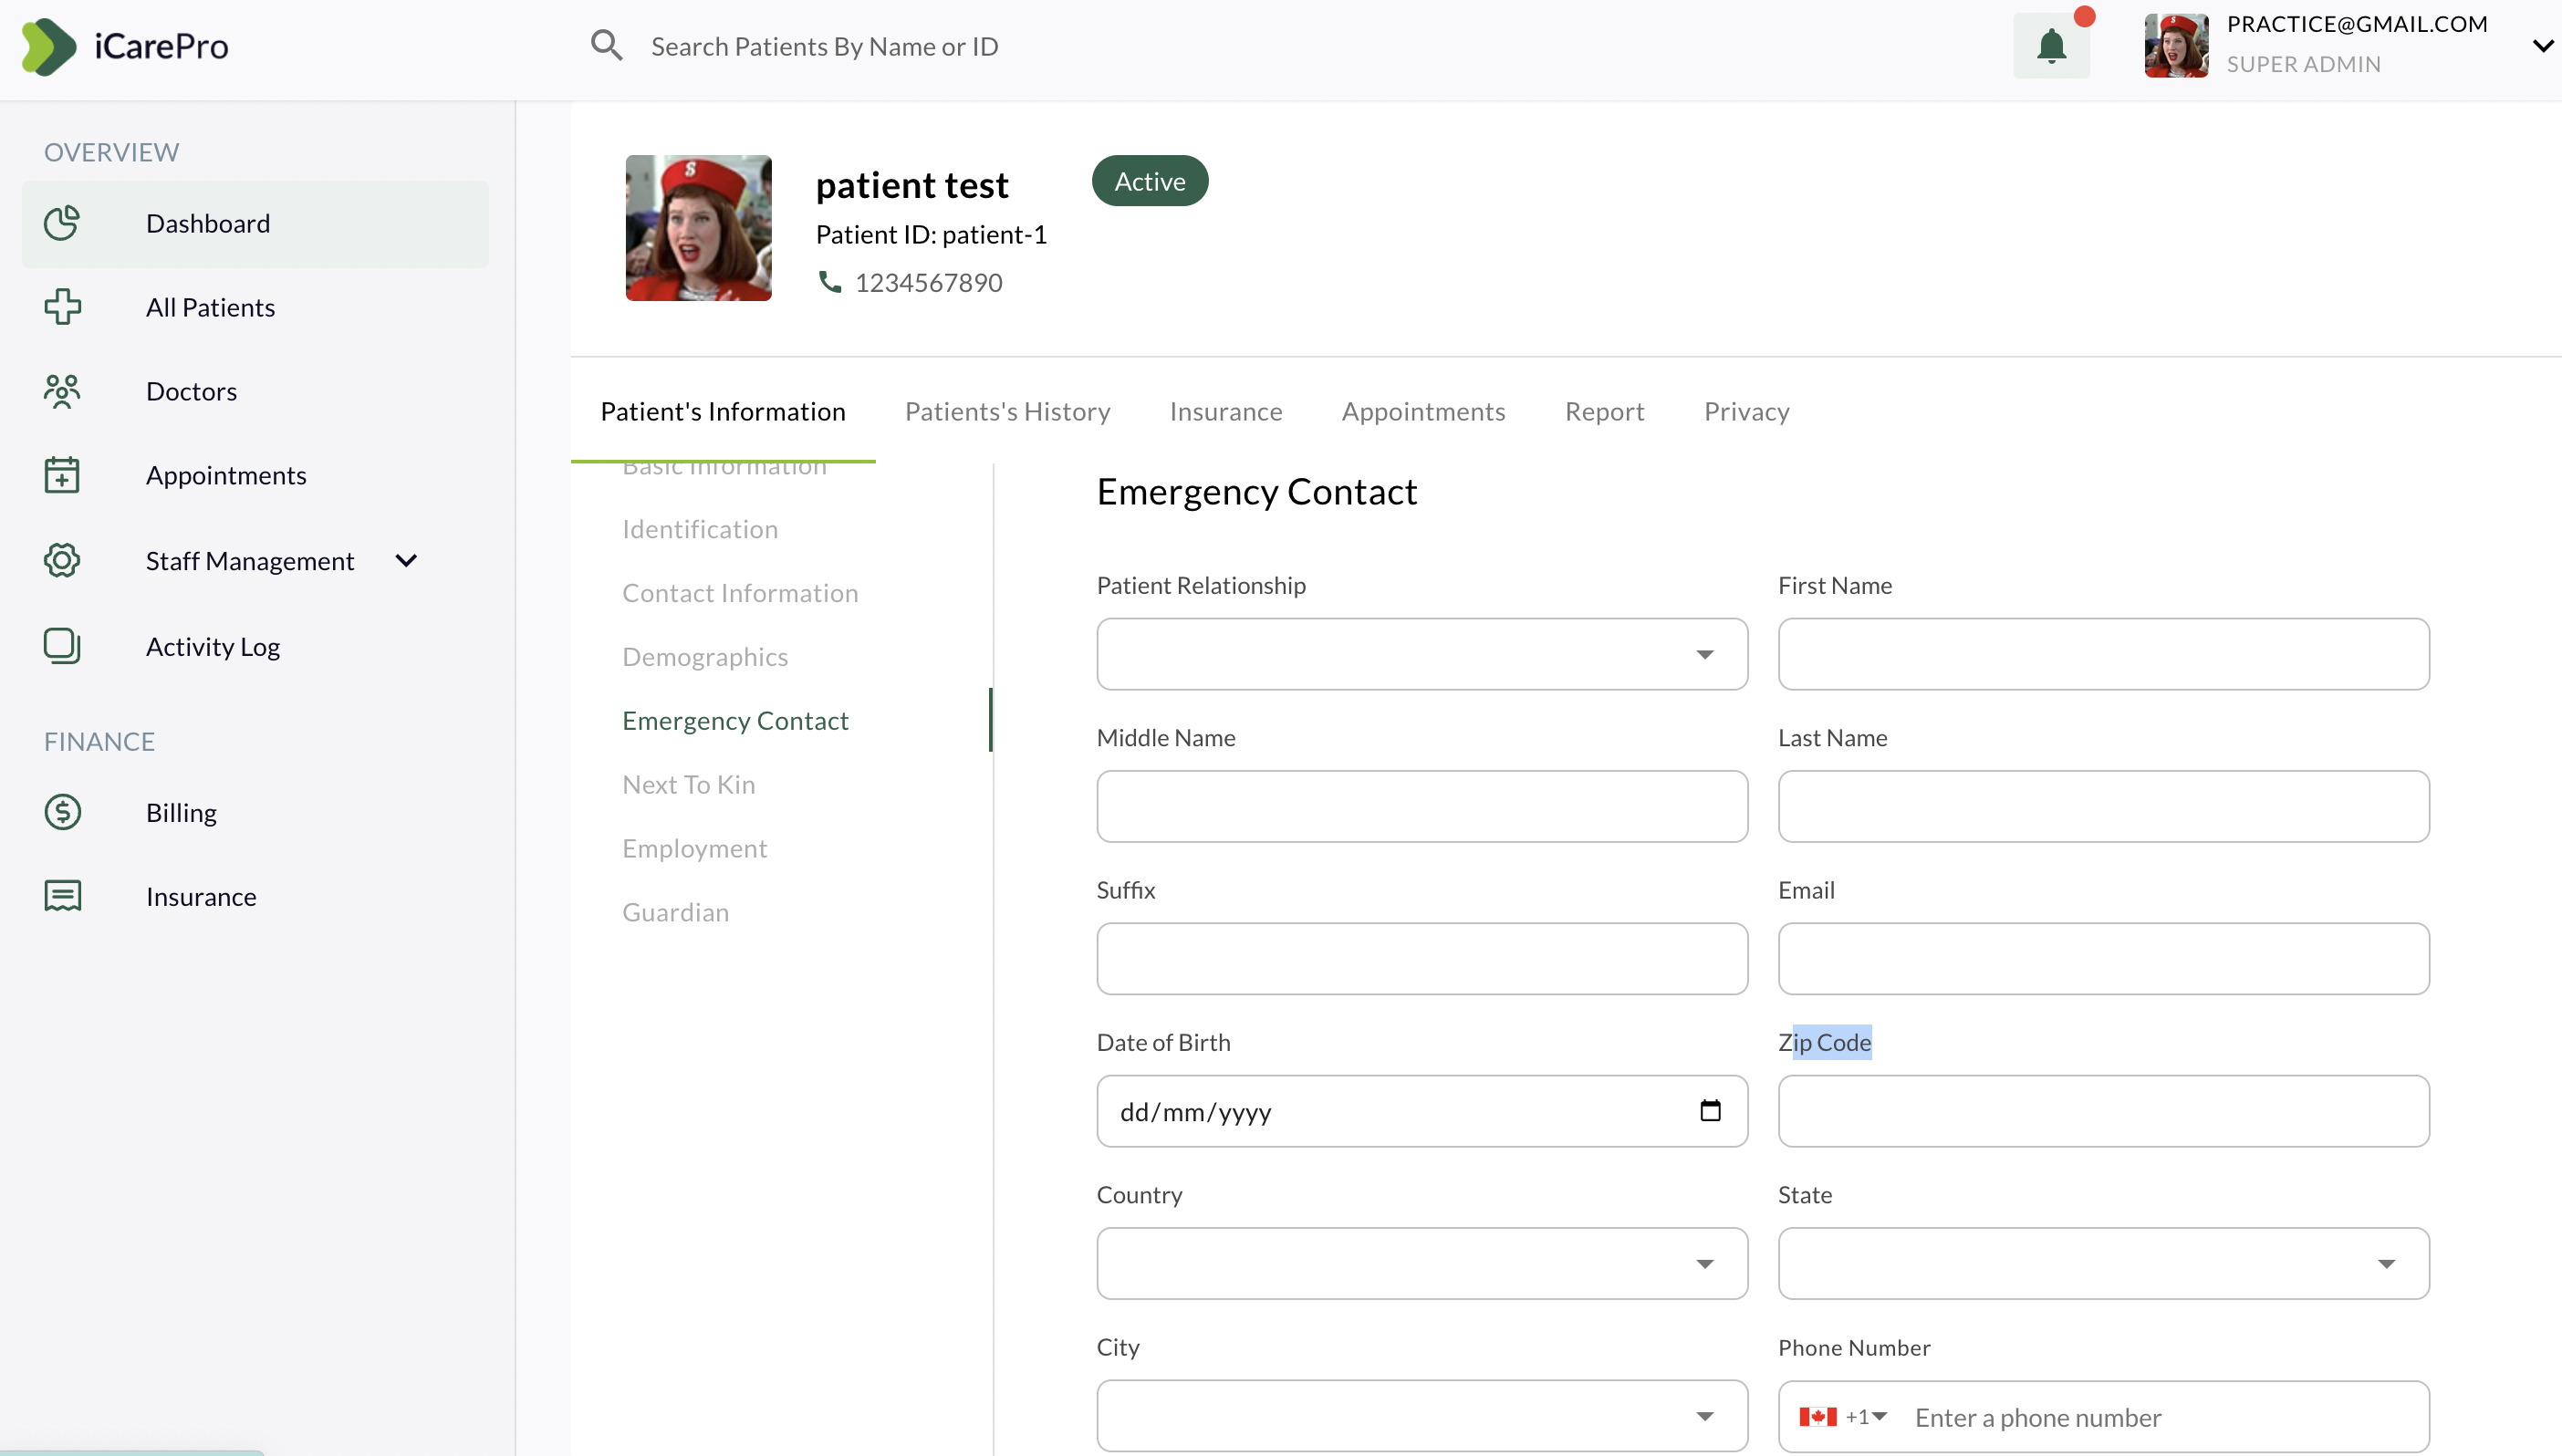 iCarePro
Search Patients By Name or ID
PRACTICE@GMAIL.COM
SUPER ADMIN
OVERVIEW
Dashboard
All Patients
Doctors
Appointments
Staff Management
Activity Log
FINANCE
Billing
Insurance
S
patient test
Active
Patient ID: patient-1
1234567890
Patient's Information
Patients's History
Insurance
Appointments
Report
Privacy
Basic Information
Identification
Contact Information
Demographics
Emergency Contact
Next To Kin
Employment
Guardian
Emergency Contact
Patient Relationship
First Name
Middle Name
Last Name
Suffix
Email
Date of Birth
dd/mm/yyyy
Zip Code
Country
State
City
Phone Number
+1
Enter a phone number